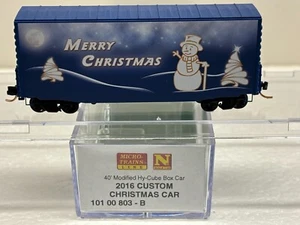 MERRY
CHRISTMAS
MICRO-
TRAINS
LINE
N
40' Modified Hy-Cube Box Car
2016 CUSTOM
CHRISTMAS CAR
101 00 803 - B